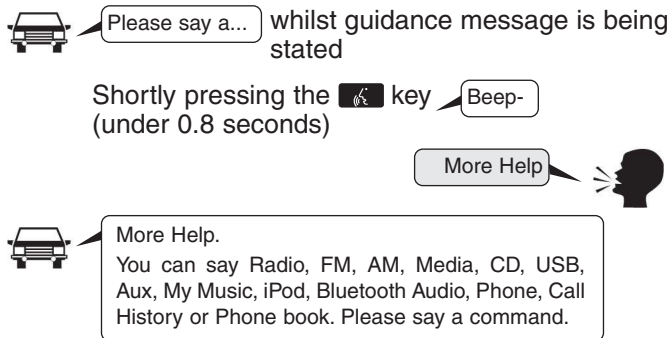 Please say a...
whilst guidance message is being
stated
Shortly pressing the key
Beep-
(under 0.8 seconds)
More Help
More Help.
You can say Radio, FM, AM, Media, CD, USB,
Aux, My Music, iPod, Bluetooth Audio, Phone, Call
History or Phone book. Please say a command.